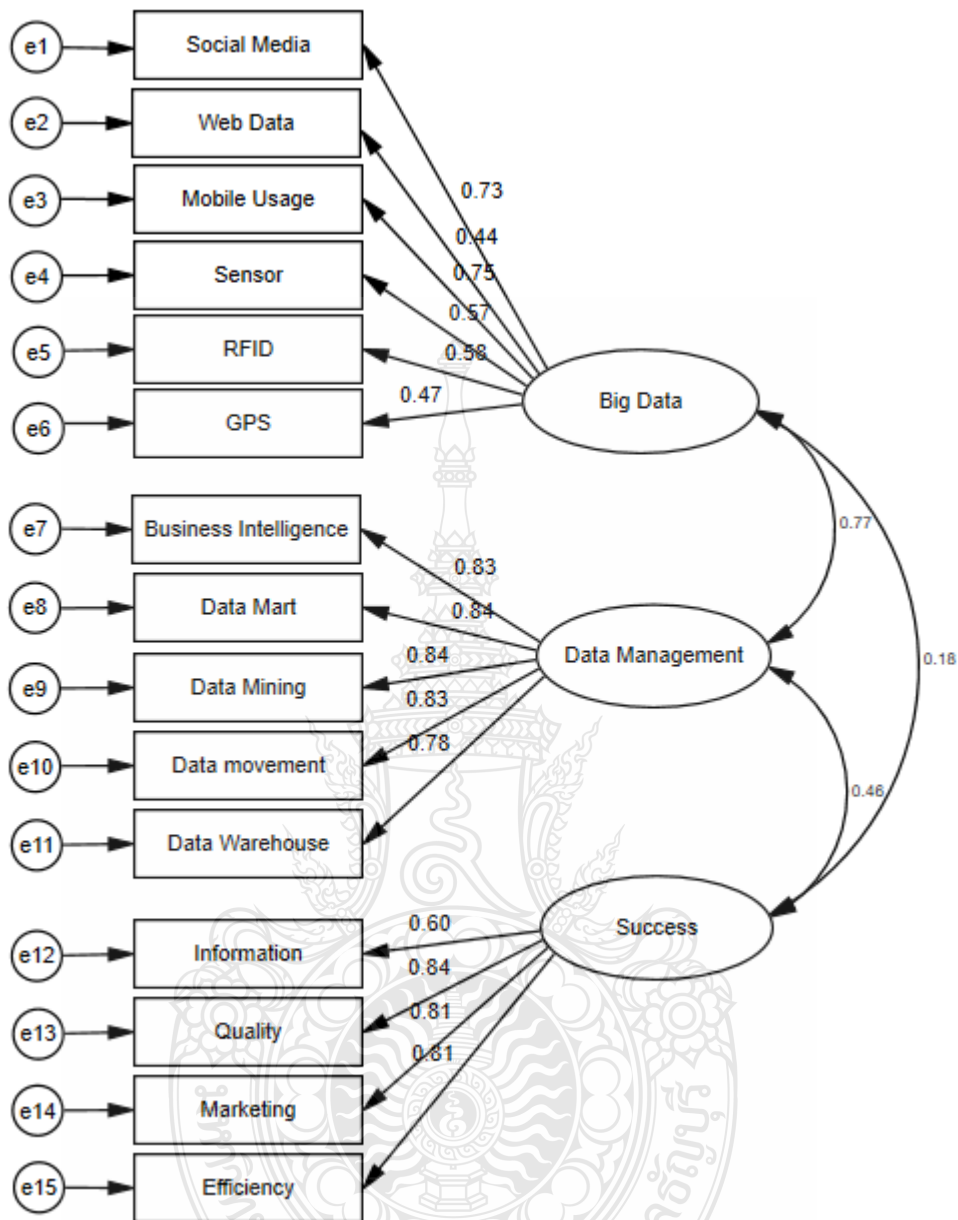 e1
Social Media
e2
Web Data
e3
Mobile Usage
e4
Sensor
e5
RFID
e6
GPS
0.73
0.44
0.75
0.57
0.58
0.47
Big Data
e7
Business Intelligence
e8
Data Mart
e9
Data Mining
e10
Data movement
e11
Data Warehouse
0.83
0.84
0.84
0.83
0.78
Data Management
0.77
0.18
0.46
e12
Information
e13
Quality
e14
Marketing
e15
Efficiency
0.60
0.84
0.81
0.81
Success